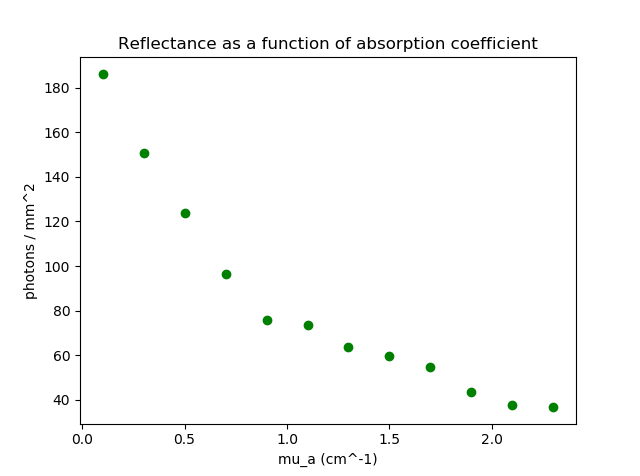 Reflectance as a function of absorption coefficient
photons / mm^2
180
160
140
120
100
80
60
40
0.0 0.5 1.0 1.5 2.0
mu_a (cm^-1)